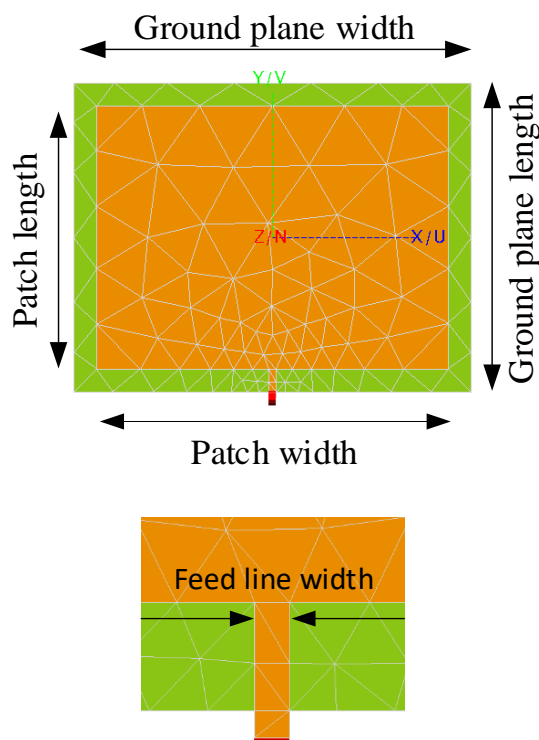 Ground plane width
Y/V
Patch length
Z/N
X/U
Ground plane length
Patch width
Feed line width